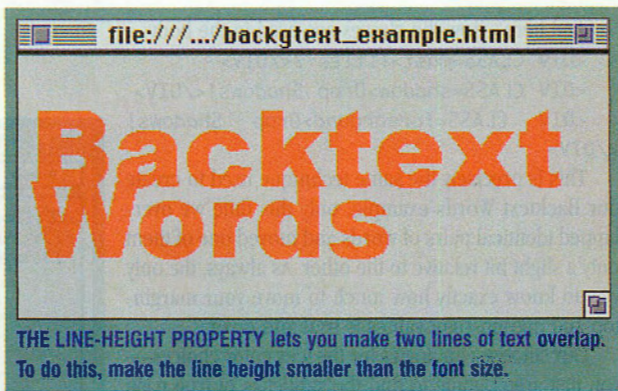 file:///.../backgtext_example.html
Backtext
Words
THE LINE-HEIGHT PROPERTY lets you make two lines of text overlap.
To do this, make the line height smaller than the font size.